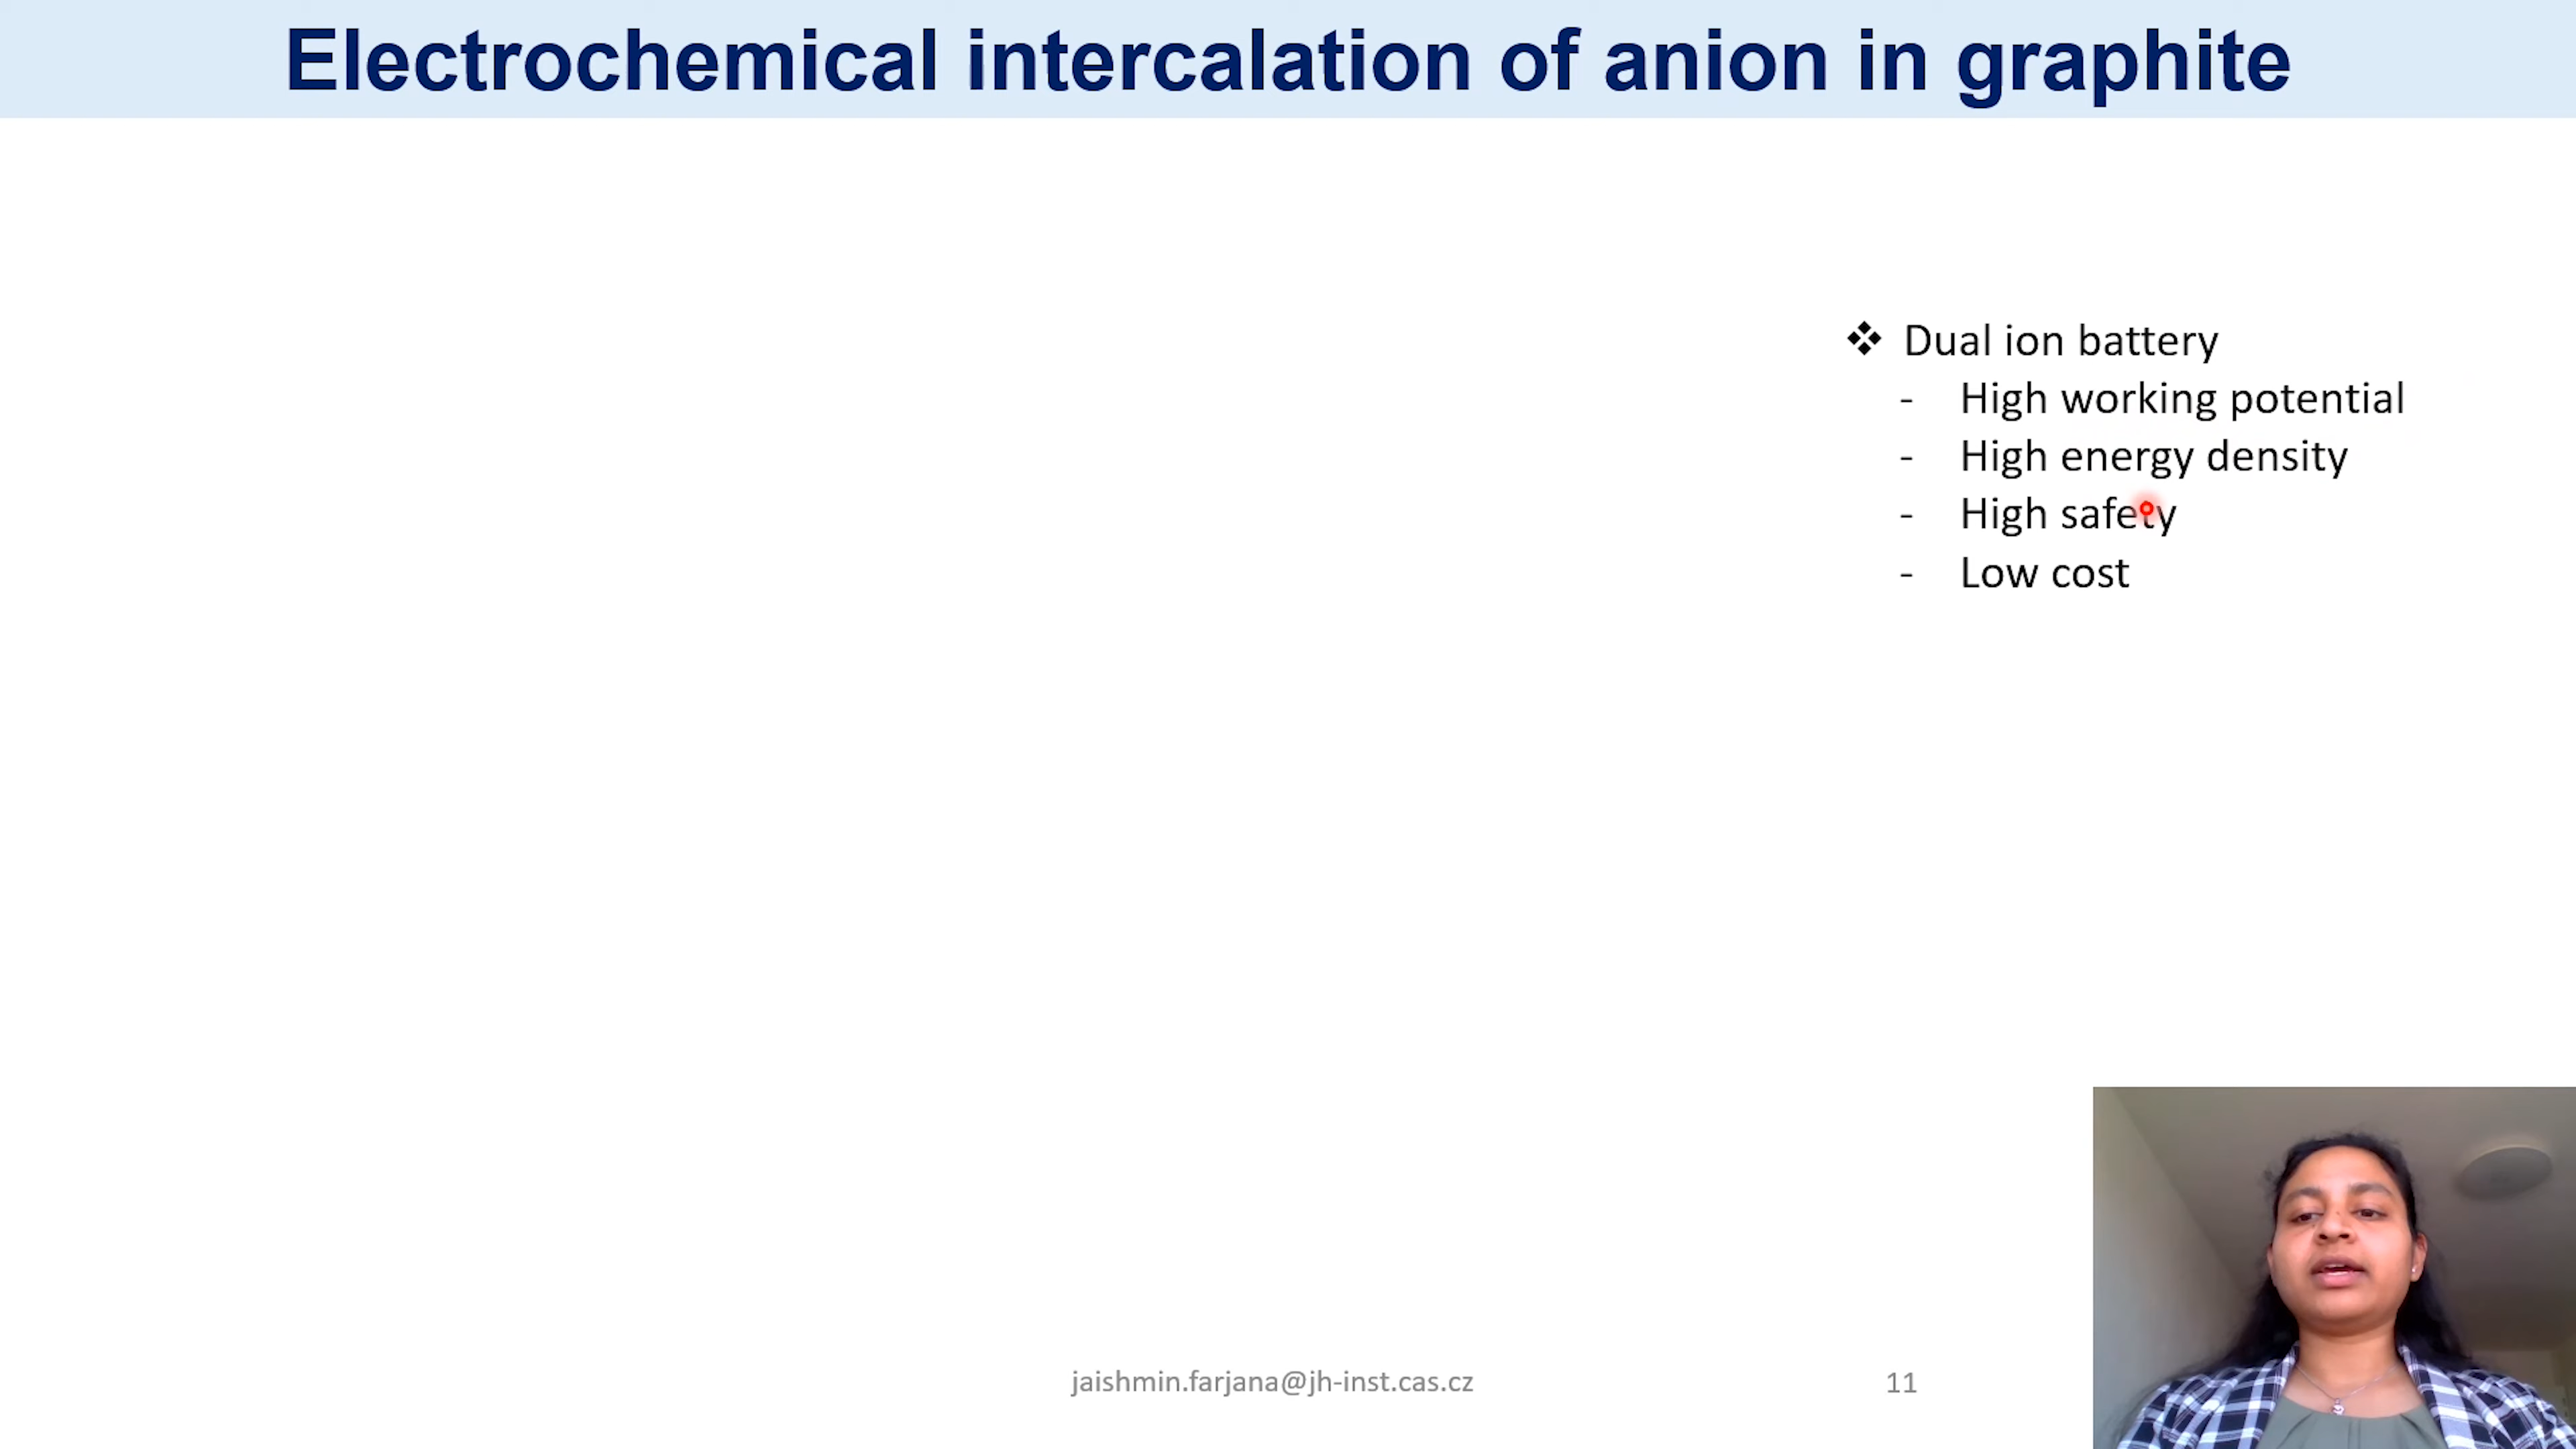 Electrochemical intercalation of anion in graphite
❖ Dual ion battery
- High working potential
- High energy density
- High safety
- Low cost
jaishmin.farjana@jh-inst.cas.cz
11